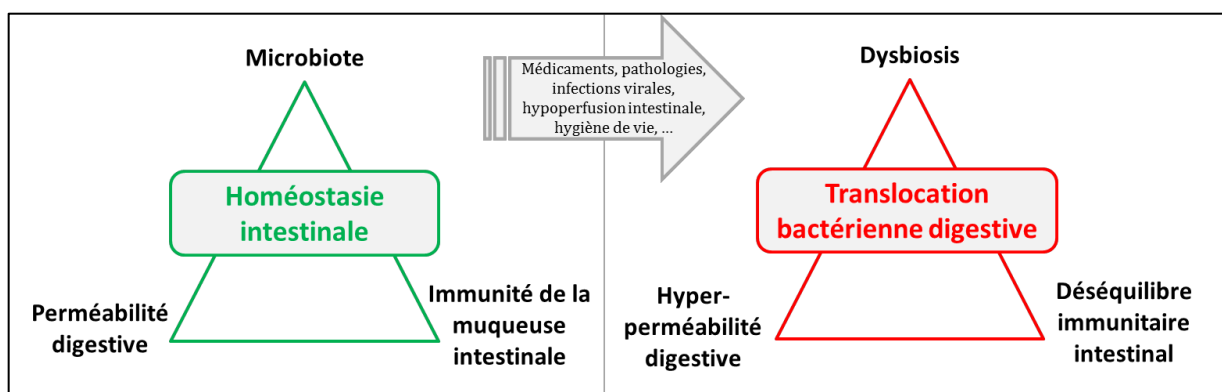 Microbiote
Homéostasie
intestinale
Perméabilité
digestive
Immunité de la
muqueuse
intestinale
Médicaments, pathologies,
infections virales,
hypoperfusion intestinale,
hygiène de vie, ...
Dysbiosis
Translocation
bactérienne digestive
Hyper-
perméabilité
digestive
Déséquilibre
immunitaire
intestinal